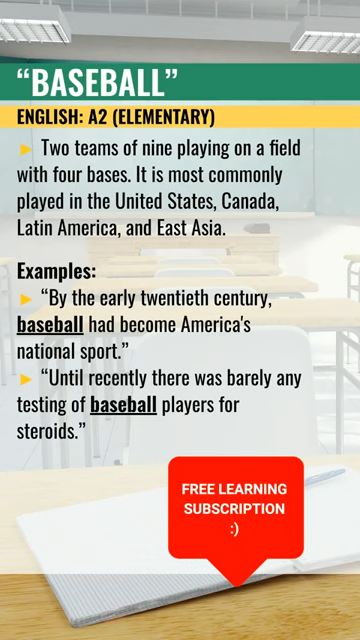 “BASEBALL”
ENGLISH: A2 (ELEMENTARY)
► Two teams of nine playing on a field
with four bases. It is most commonly
played in the United States, Canada,
Latin America, and East Asia.
Examples:
► “By the early twentieth century,
baseball had become America's
national sport.”
► “Until recently there was barely any
testing of baseball players for
steroids.”
FREE LEARNING
SUBSCRIPTION
:)